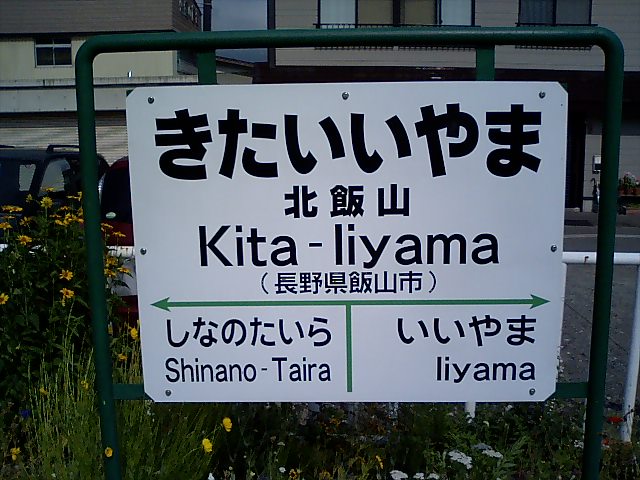 きたいいやま
北飯山
Kita-Iiyama
(長野県飯山市)
しなのたいら いいやま
Shinano-Taira Iiyama